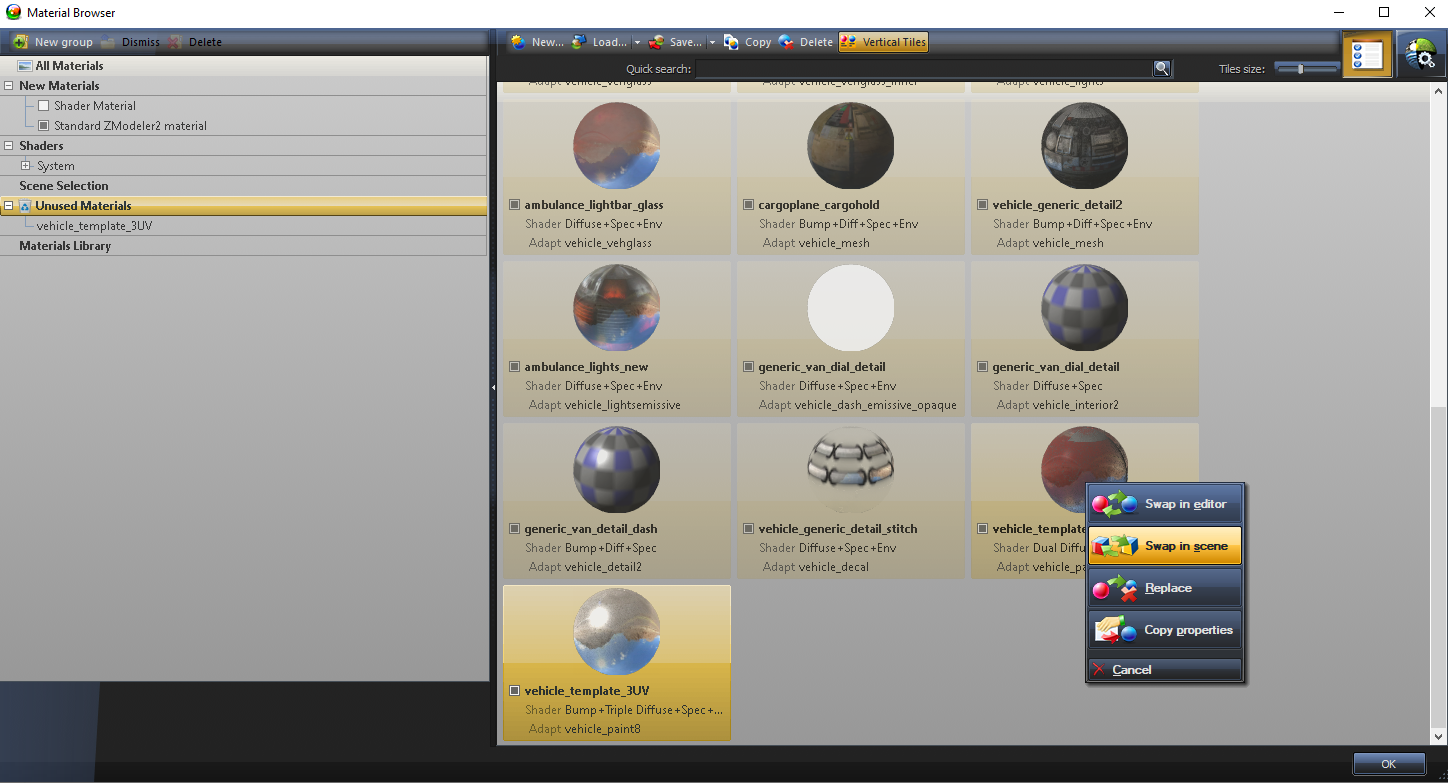 Material Browser
New group Dismiss Delete
New... Load... Save... Copy Delete Vertical Tiles
Quick search:
Tiles size:
All Materials
New Materials
Shader Material
Standard ZModeler2 material
Shaders
System
Scene Selection
Unused Materials
vehicle_template_3UV
Materials Library
ambulance_lightbar_glass
Shader Diffuse+Spec+Env
Adapt vehicle_vehglass
cargoplane_cargohold
Shader Bump+Diff+Spec+Env
Adapt vehicle_mesh
vehicle_generic_detail2
Shader Bump+Diff+Spec+Env
Adapt vehicle_mesh
ambulance_lights_new
Shader Diffuse+Spec+Env
Adapt vehicle_lightsemissive
generic_van_dial_detail
Shader Diffuse+Spec+Env
Adapt vehicle_dash_emissive_opaque
generic_van_dial_detail
Shader Diffuse+Spec
Adapt vehicle_interior2
generic_van_detail_dash
Shader Bump+Diff+Spec
Adapt vehicle_detail2
vehicle_generic_detail_stitch
Shader Diffuse+Spec+Env
Adapt vehicle_decal
vehicle_template
Shader Dual Diffu
Adapt vehicle_pa
Swap in editor
Swap in scene
Replace
Copy properties
Cancel
vehicle_template_3UV
Shader Bump+Triple Diffuse+Spec+...
Adapt vehicle_paint8
OK